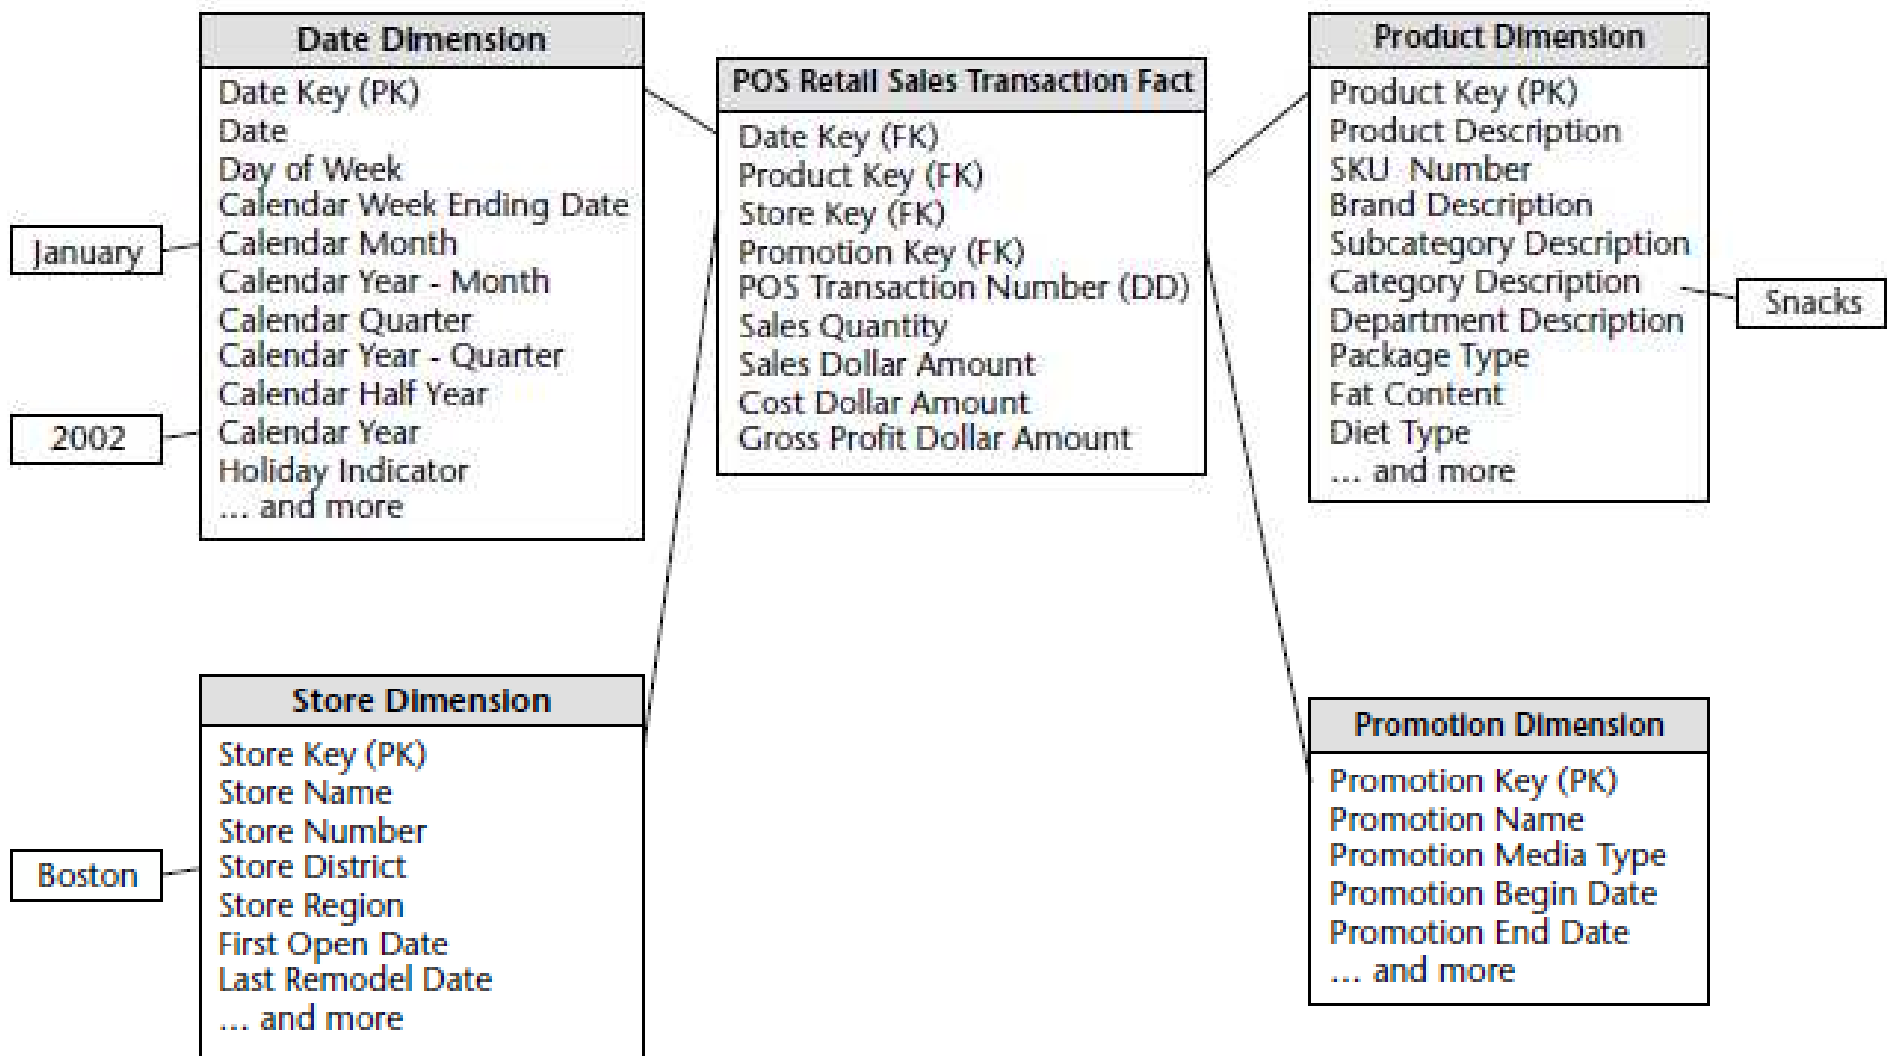 Date Dimension
Date Key (PK)
Date
Day of Week
Calendar Week Ending Date
Calendar Month
Calendar Year - Month
Calendar Quarter
Calendar Year - Quarter
Calendar Half Year
Calendar Year
Holiday Indicator
... and more
January
2002
POS Retail Sales Transaction Fact
Date Key (FK)
Product Key (FK)
Store Key (FK)
Promotion Key (FK)
POS Transaction Number (DD)
Sales Quantity
Sales Dollar Amount
Cost Dollar Amount
Gross Profit Dollar Amount
Product Dimension
Product Key (PK)
Product Description
SKU Number
Brand Description
Subcategory Description
Category Description
Department Description
Package Type
Fat Content
Diet Type
... and more
Snacks
Store Dimension
Store Key (PK)
Store Name
Store Number
Store District
Store Region
First Open Date
Last Remodel Date
... and more
Boston
Promotion Dimension
Promotion Key (PK)
Promotion Name
Promotion Media Type
Promotion Begin Date
Promotion End Date
... and more